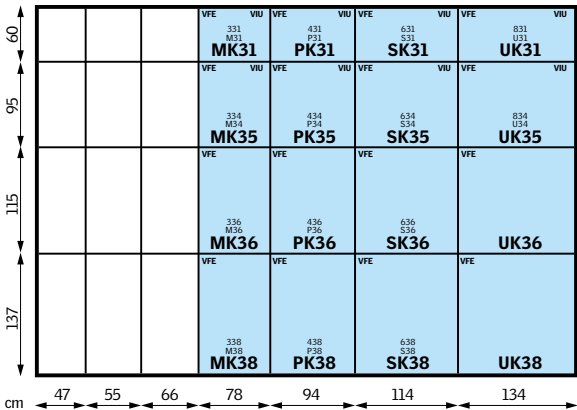 60
VFE VIU VFE VIU VFE VIU VFE VIU
331 431 631 831
M31 P31 S31 U31
MK31 PK31 SK31 UK31
95
VFE VIU VFE VIU VFE VIU VFE VIU
334 434 634 834
M34 P34 S34 U34
MK35 PK35 SK35 UK35
115
VFE VFE VFE VFE
336 436 636
M36 P36 S36
MK36 PK36 SK36 UK36
137
VFE VFE VFE VFE
338 438 638
M38 P38 S38
MK38 PK38 SK38 UK38
cm 47 55 66 78 94 114 134